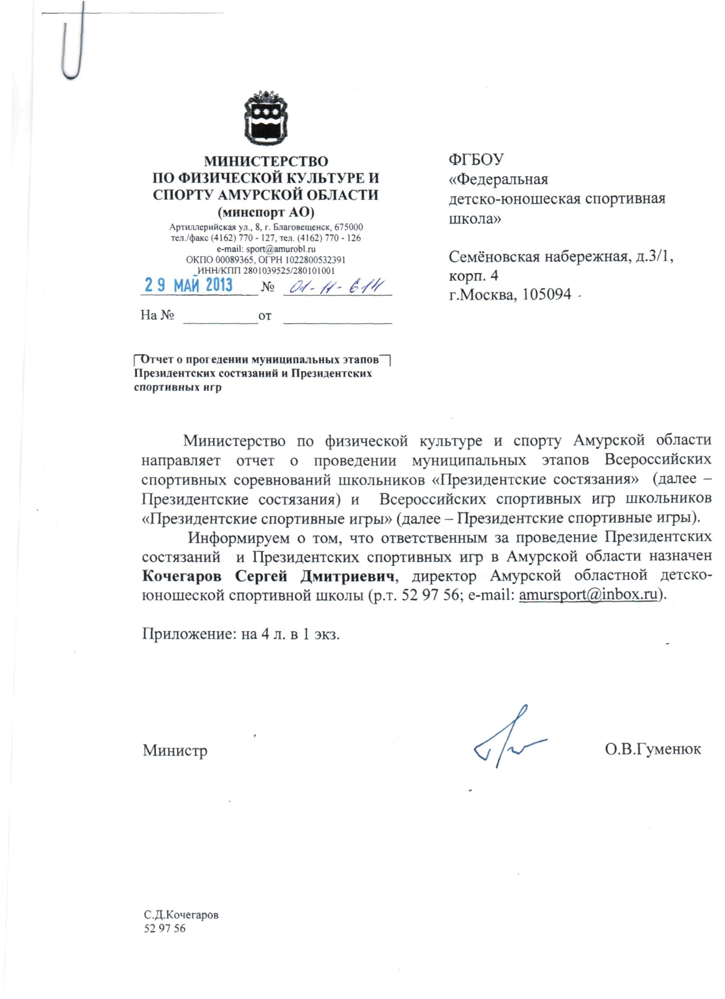 МИНИСТЕРСТВО
ПО ФИЗИЧЕСКОЙ КУЛЬТУРЕ И
СПОРТУ АМУРСКОЙ ОБЛАСТИ
(минспорт АО)
Артиллерийская ул., 8, г. Благовещенск, 675000
тел./факс (4162) 770 - 127, тел. (4162) 770 - 126
e-mail: sport@amurobl.ru
ОКПО 00089365, ОГРН 1022800532391
ИНН/КПП 2801039525/280101001
29 МАЙ 2013 № 01-11-614
На № от
ФГБОУ
«Федеральная
детско-юношеская спортивная
школа»
Семёновская набережная, д.3/1,
корп. 4
г.Москва, 105094
Отчет о проведении муниципальных этапов
Президентских состязаний и Президентских
спортивных игр
Министерство по физической культуре и спорту Амурской области
направляет отчет о проведении муниципальных этапов Всероссийских
спортивных соревнований школьников «Президентские состязания» (далее –
Президентские состязания) и Всероссийских спортивных игр школьников
«Президентские спортивные игры» (далее – Президентские спортивные игры).
Информируем о том, что ответственным за проведение Президентских
состязаний и Президентских спортивных игр в Амурской области назначен
Кочегаров Сергей Дмитриевич, директор Амурской областной детско-
юношеской спортивной школы (р.т. 52 97 56; e-mail: amursport@inbox.ru).
Приложение: на 4 л. в 1 экз.
Министр О.В.Гуменюк
С.Д.Кочегаров
52 97 56